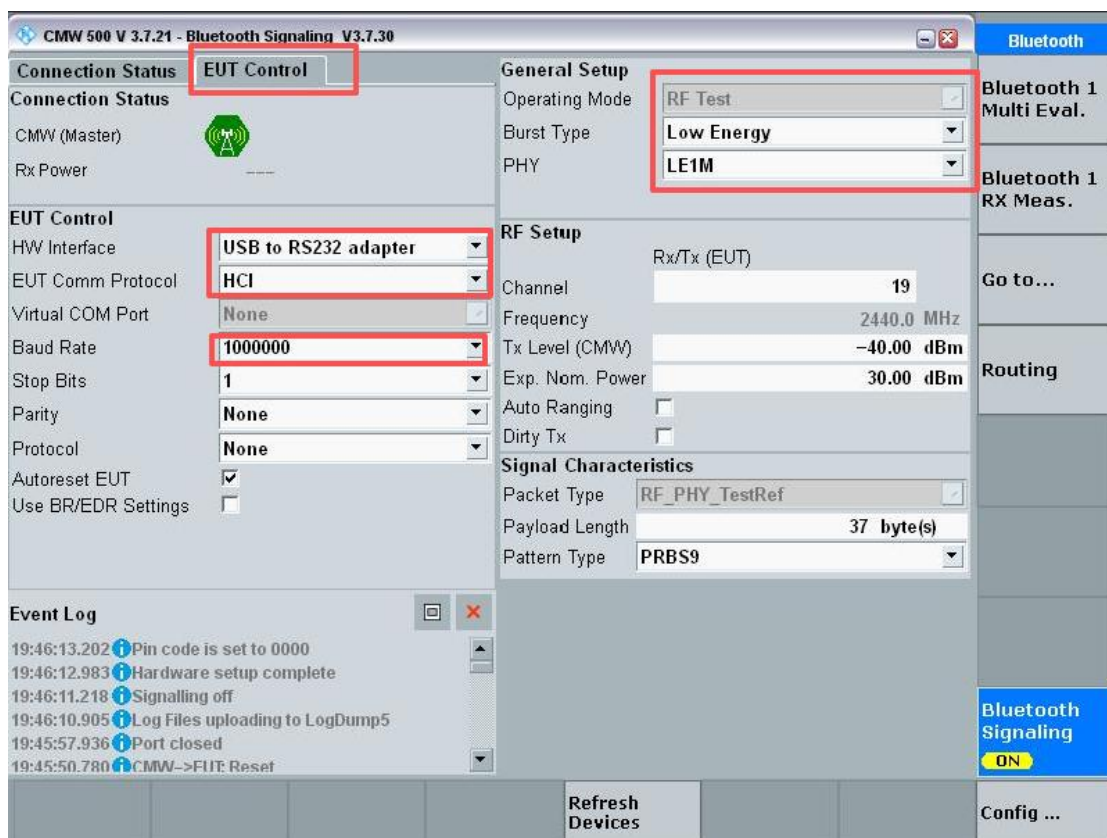 CMW 500 V 3.7.21 - Bluetooth Signaling V3.7.30
Connection Status
EUT Control
Connection Status
CMW (Master)
Rx Power ---
EUT Control
HW Interface USB to RS232 adapter
EUT Comm Protocol HCI
Virtual COM Port None
Baud Rate 1000000
Stop Bits 1
Parity None
Protocol None
Autoreset EUT
Use BR/EDR Settings
Event Log
19:46:13.202 Pin code is set to 0000
19:46:12.983 Hardware setup complete
19:46:11.218 Signalling off
19:46:10.905 Log Files uploading to LogDump5
19:45:57.936 Port closed
19:45:50.780 CMW->EUT: Reset
General Setup
Operating Mode RF Test
Burst Type Low Energy
PHY LE1M
RF Setup
Rx/Tx (EUT)
Channel 19
Frequency 2440.0 MHz
Tx Level (CMW) -40.00 dBm
Exp. Nom. Power 30.00 dBm
Auto Ranging
Dirty Tx
Signal Characteristics
Packet Type RF_PHY_TestRef
Payload Length 37 byte(s)
Pattern Type PRBS9
Bluetooth
Bluetooth 1
Multi Eval.
Bluetooth 1
RX Meas.
Go to...
Routing
Bluetooth
Signaling
ON
Refresh
Devices
Config ...